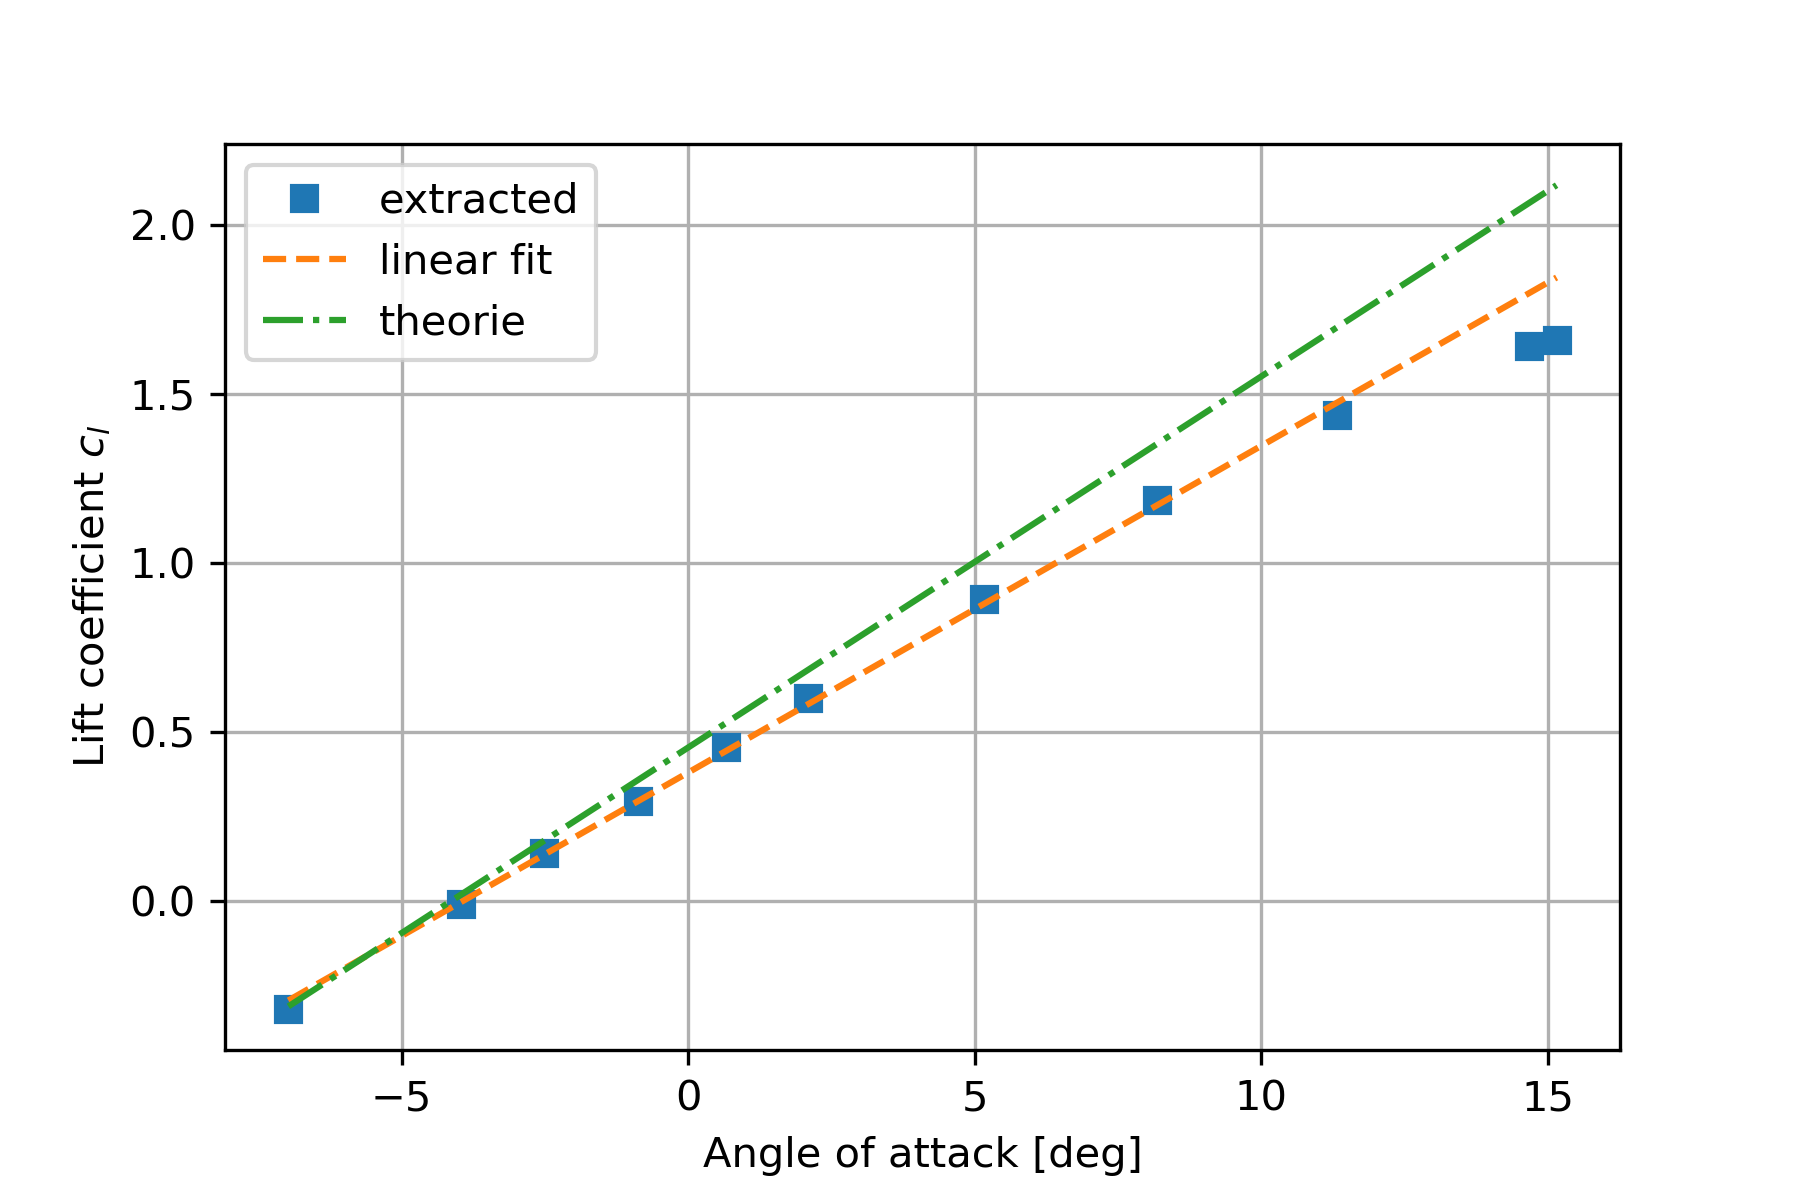 extracted
linear fit
theorie
2.0
1.5
1.0
0.5
0.0
Lift coefficient c_l
−5 0 5 10 15
Angle of attack [deg]